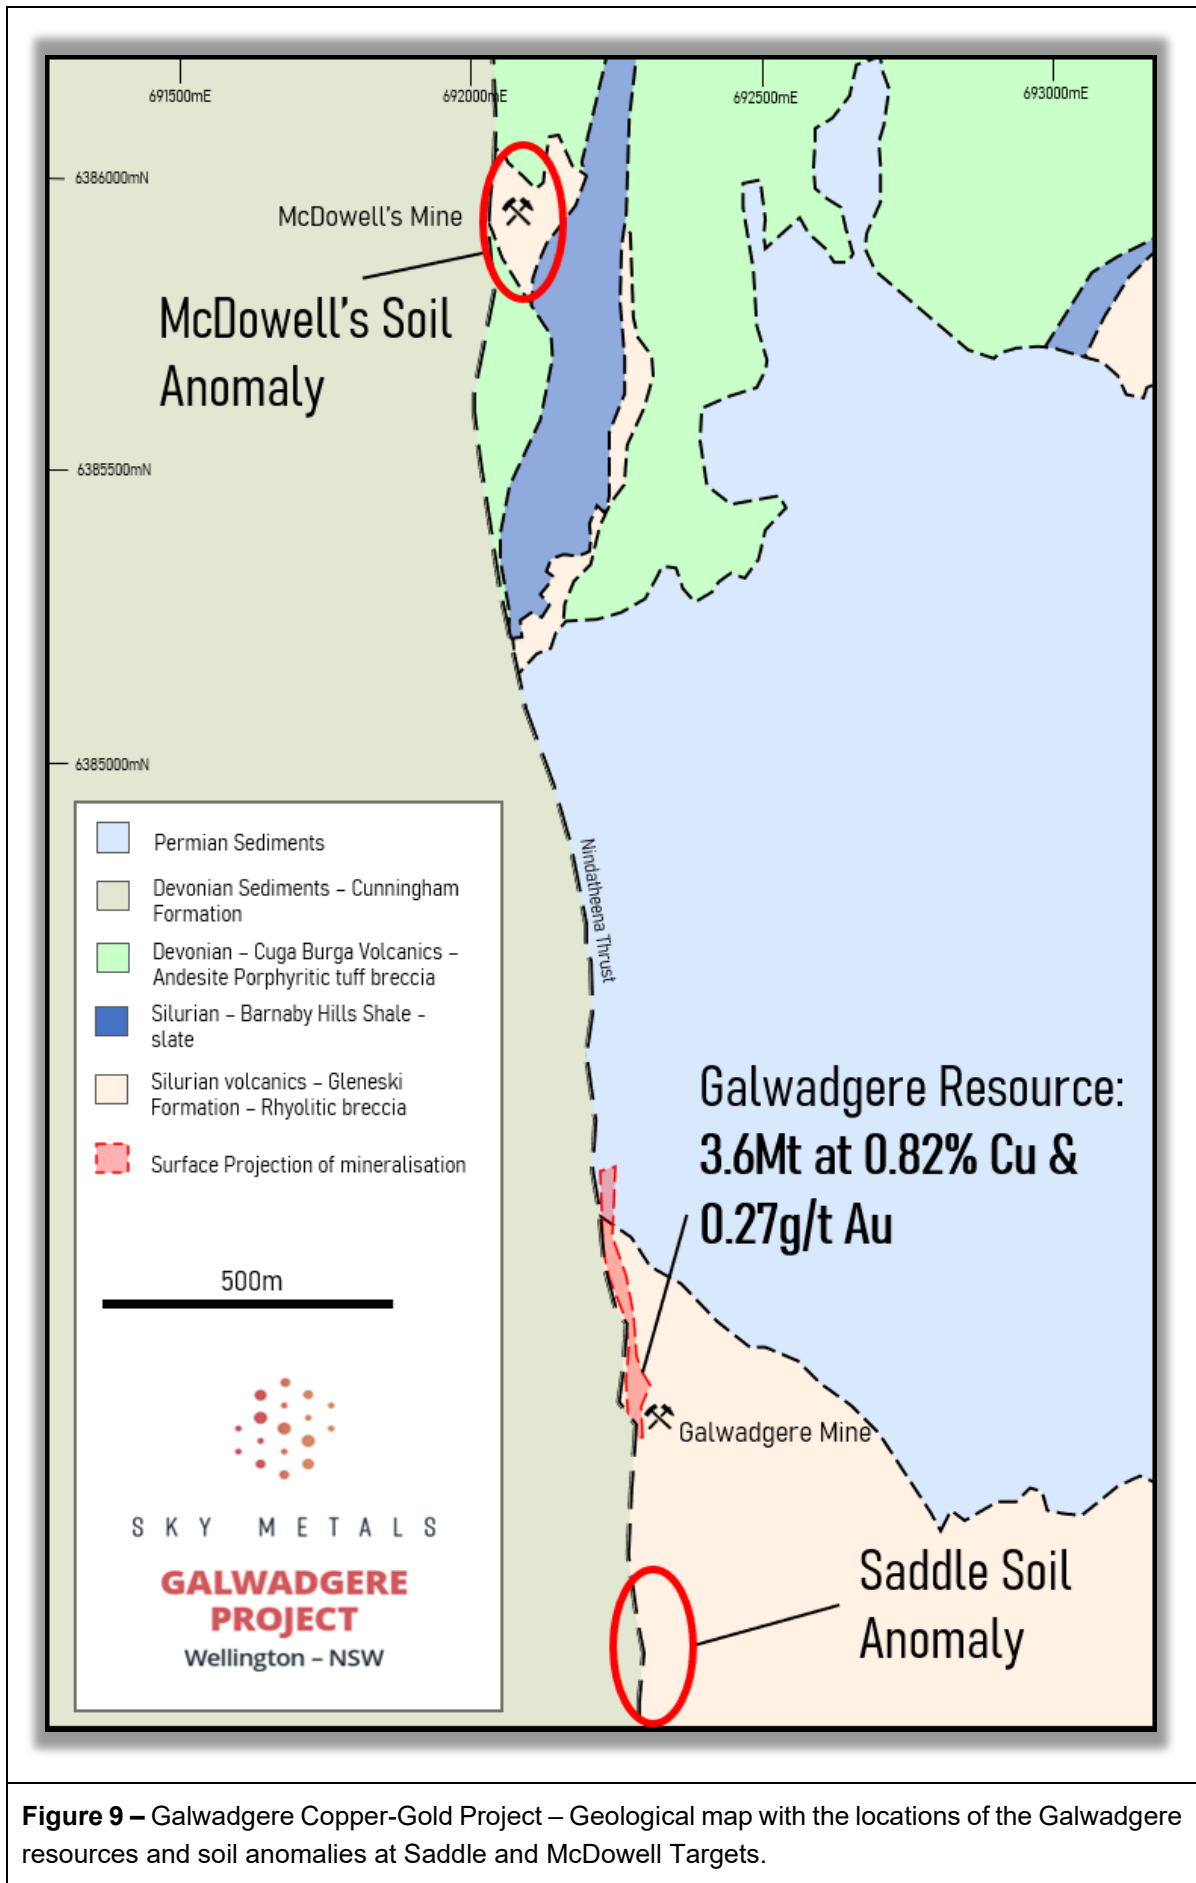 691500mE
692000mE
692500mE
693000mE
6386000mN
McDowell's Mine
McDowell's Soil
Anomaly
6385500mN
6385000mN
Nindatheena Thrust
Permian Sediments
Devonian Sediments – Cunningham
Formation
Devonian – Cuga Burga Volcanics –
Andesite Porphyritic tuff breccia
Silurian – Barnaby Hills Shale -
slate
Silurian volcanics – Gleneski
Formation – Rhyolitic breccia
Surface Projection of mineralisation
500m
SKY METALS
GALWADGERE
PROJECT
Wellington – NSW
Galwadgere Resource:
3.6Mt at 0.82% Cu &
0.27g/t Au
Galwadgere Mine
Saddle Soil
Anomaly
Figure 9 – Galwadgere Copper-Gold Project – Geological map with the locations of the Galwadgere
resources and soil anomalies at Saddle and McDowell Targets.